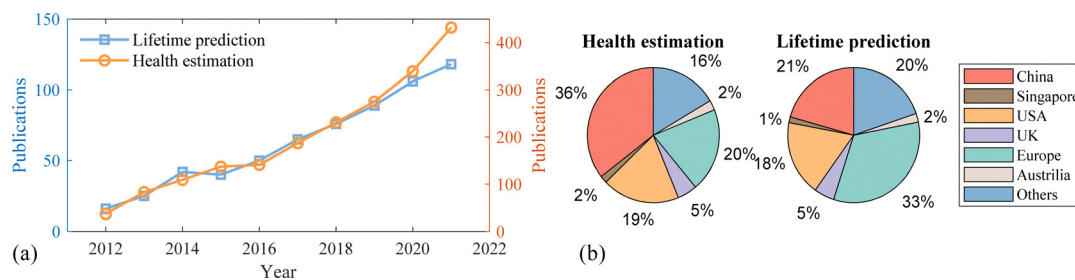 150
100
50
0
Publications
Lifetime prediction
Health estimation
400
300
200
100
0
Publications
2012 2014 2016 2018 2020 2022
Year
(a)
Health estimation
16%
2%
20%
5%
19%
2%
36%
Lifetime prediction
20%
2%
33%
5%
18%
1%
21%
China
Singapore
USA
UK
Europe
Austrilia
Others
(b)